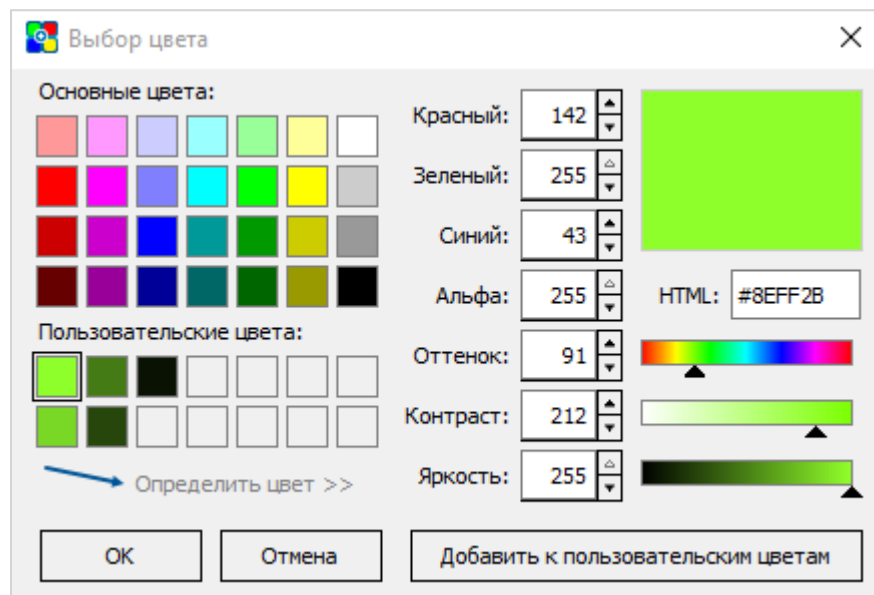 Выбор цвета
Основные цвета:
Пользовательские цвета:
Определить цвет >>
Красный: 142
Зеленый: 255
Синий: 43
Альфа: 255
Оттенок: 91
Контраст: 212
Яркость: 255
HTML: #8EFF2B
OK
Отмена
Добавить к пользовательским цветам